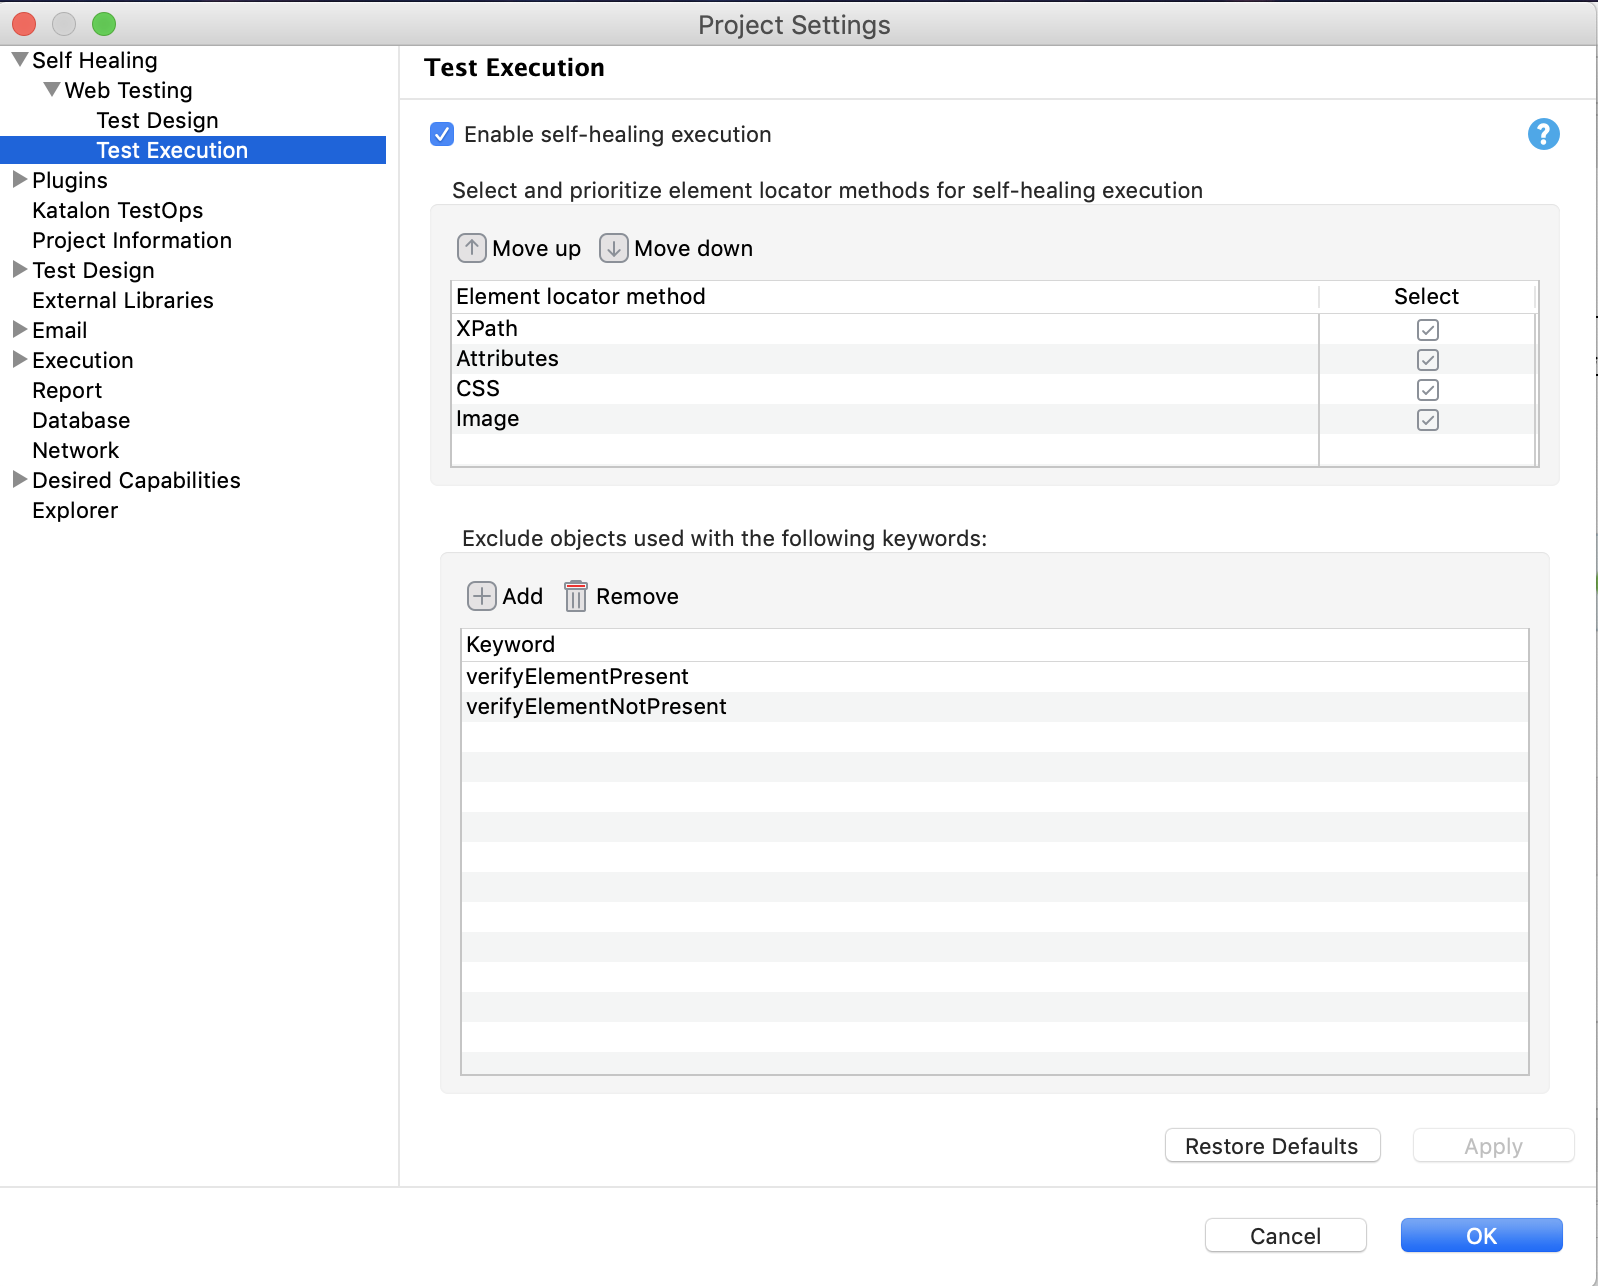 Project Settings
Self Healing
Web Testing
Test Design
Test Execution
Plugins
Katalon TestOps
Project Information
Test Design
External Libraries
Email
Execution
Report
Database
Network
Desired Capabilities
Explorer
Test Execution
Enable self-healing execution
?
Select and prioritize element locator methods for self-healing execution
Move up Move down
Element locator method Select
XPath
Attributes
CSS
Image
Exclude objects used with the following keywords:
Add Remove
Keyword
verifyElementPresent
verifyElementNotPresent
Restore Defaults Apply
Cancel OK